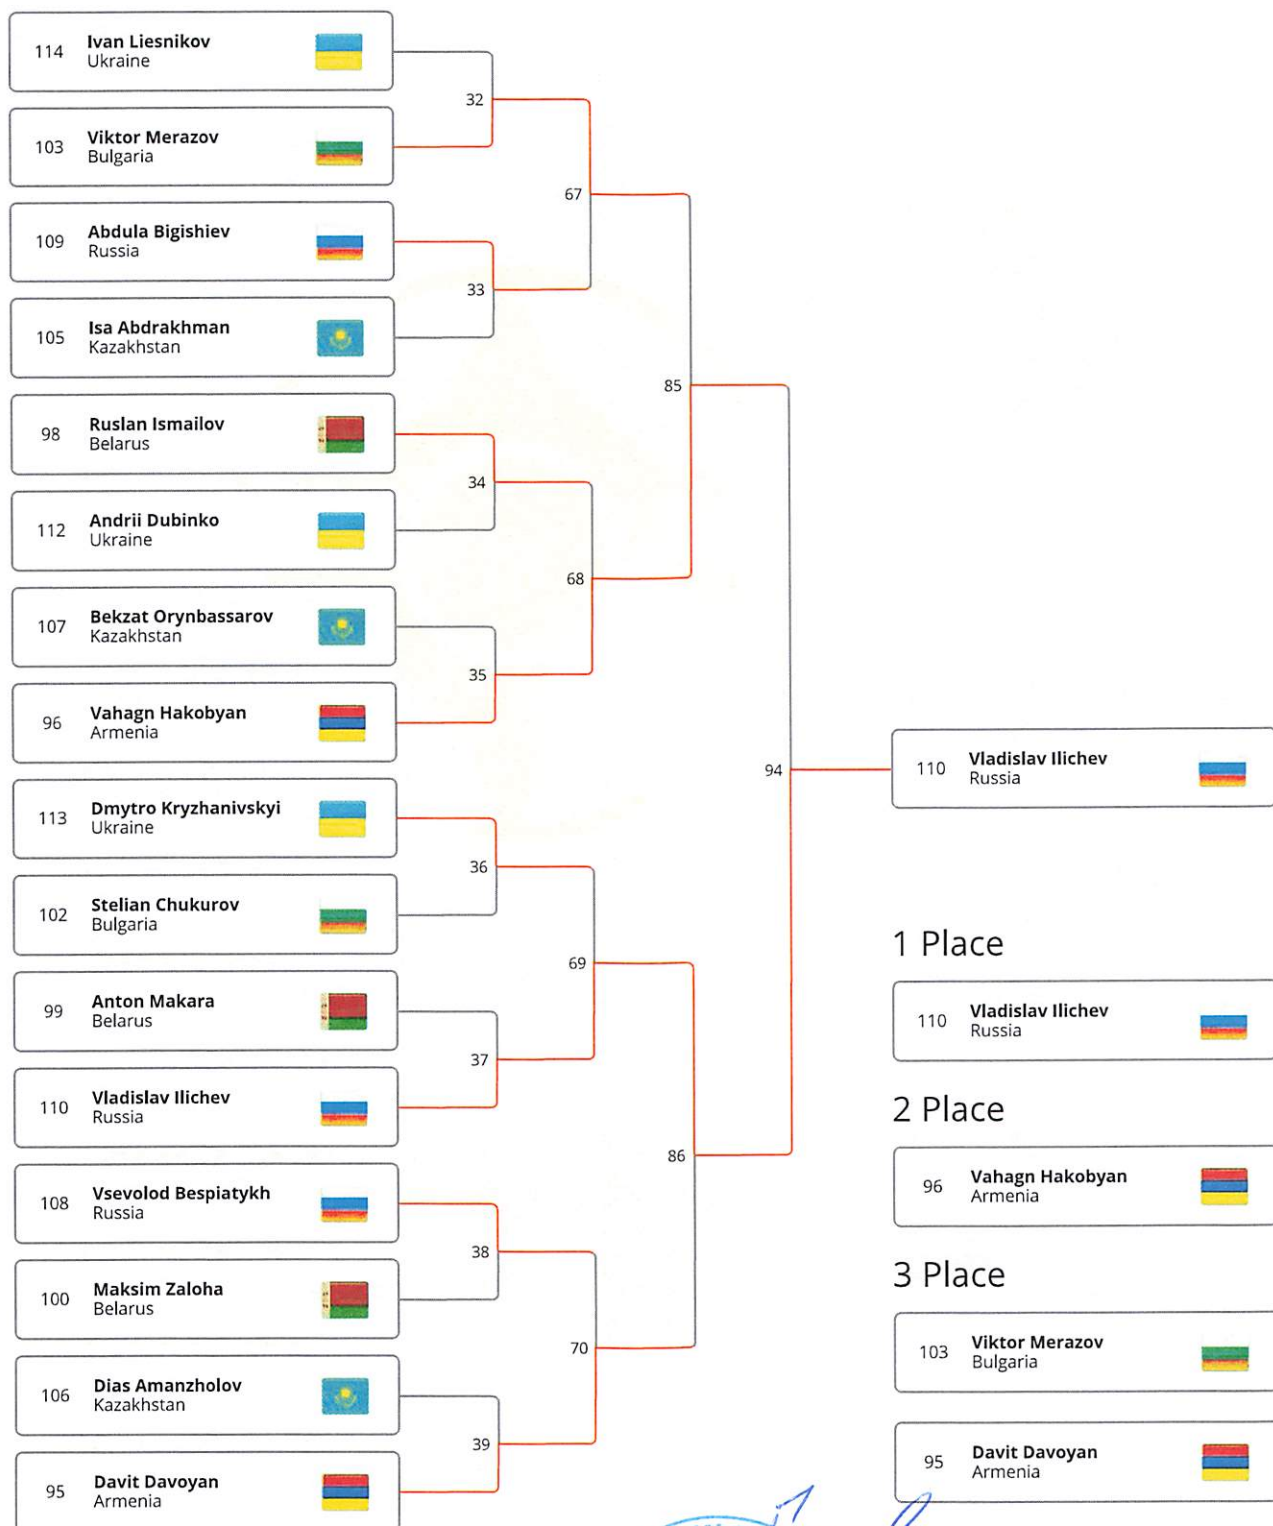 114 Ivan Liesnikov
Ukraine
32
103 Viktor Merazov
Bulgaria
67
109 Abdula Bigishiev
Russia
33
105 Isa Abdrakhman
Kazakhstan
85
98 Ruslan Ismailov
Belarus
34
112 Andrii Dubinko
Ukraine
68
107 Bekzat Orynbassarov
Kazakhstan
35
96 Vahagn Hakobyan
Armenia
94
110 Vladislav Ilichev
Russia
113 Dmytro Kryzhanivskyi
Ukraine
36
102 Stelian Chukurov
Bulgaria
69
99 Anton Makara
Belarus
37
110 Vladislav Ilichev
Russia
86
108 Vsevolod Bespiatykh
Russia
38
100 Maksim Zaloha
Belarus
70
106 Dias Amanzholov
Kazakhstan
39
95 Davit Davoyan
Armenia
1 Place
110 Vladislav Ilichev
Russia
2 Place
96 Vahagn Hakobyan
Armenia
3 Place
103 Viktor Merazov
Bulgaria
95 Davit Davoyan
Armenia